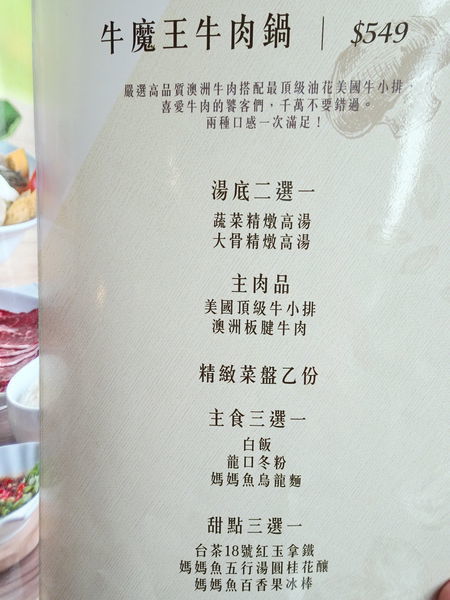 牛魔王牛肉鍋 | $549
嚴選高品質澳洲牛肉搭配最頂級油花美國牛小排，
喜愛牛肉的饕客們，千萬不要錯過。
兩種口感一次滿足！
湯底二選一
蔬菜精燉高湯
大骨精燉高湯
主肉品
美國頂級牛小排
澳洲板腱牛肉
精緻菜盤乙份
主食三選一
白飯
龍口冬粉
媽媽魚烏龍麵
甜點三選一
台茶18號紅玉拿鐵
媽媽魚五行湯圓桂花釀
媽媽魚百香果冰棒